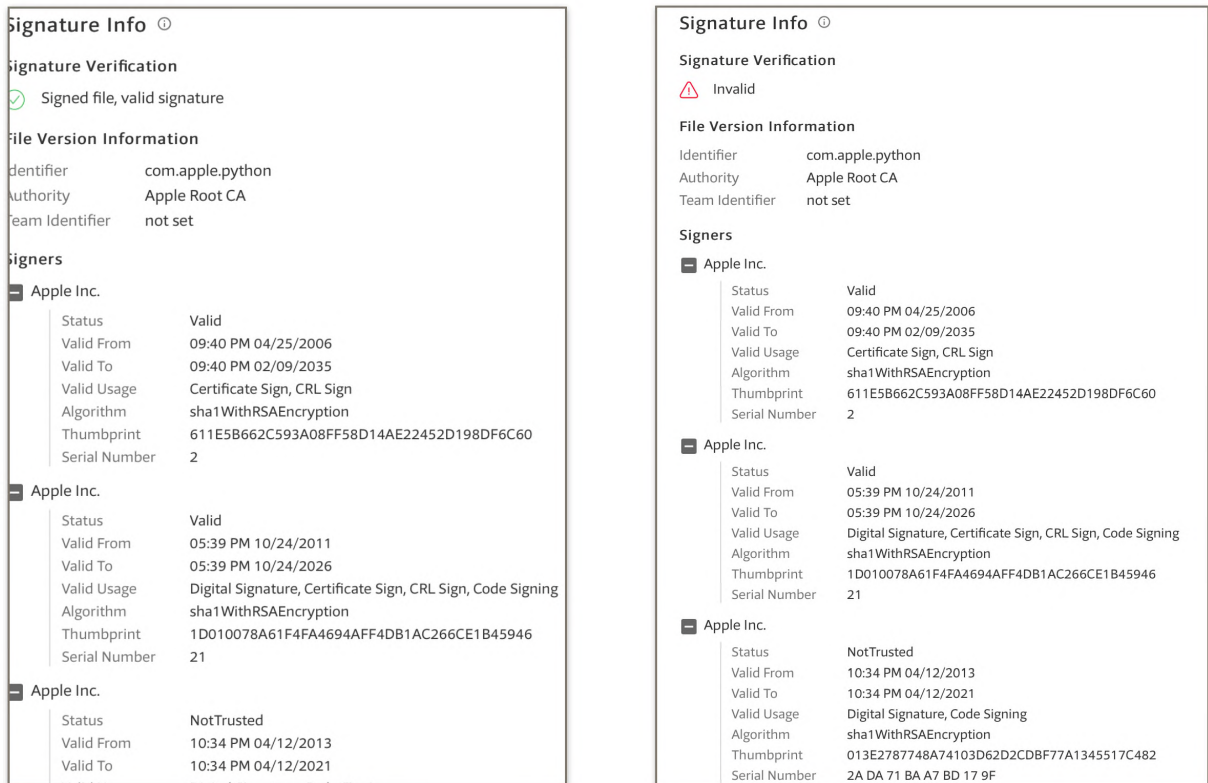 Signature Info
Signature Verification
Signed file, valid signature
File Version Information
Identifier com.apple.python
Authority Apple Root CA
Team Identifier not set
Signers
Apple Inc.
Status Valid
Valid From 09:40 PM 04/25/2006
Valid To 09:40 PM 02/09/2035
Valid Usage Certificate Sign, CRL Sign
Algorithm sha1WithRSAEncryption
Thumbprint 611E5B662C593A08FF58D14AE22452D198DF6C60
Serial Number 2
Apple Inc.
Status Valid
Valid From 05:39 PM 10/24/2011
Valid To 05:39 PM 10/24/2026
Valid Usage Digital Signature, Certificate Sign, CRL Sign, Code Signing
Algorithm sha1WithRSAEncryption
Thumbprint 1D010078A61F4FA4694AFF4DB1AC266CE1B45946
Serial Number 21
Apple Inc.
Status NotTrusted
Valid From 10:34 PM 04/12/2013
Valid To 10:34 PM 04/12/2021
Signature Info
Signature Verification
Invalid
File Version Information
Identifier com.apple.python
Authority Apple Root CA
Team Identifier not set
Signers
Apple Inc.
Status Valid
Valid From 09:40 PM 04/25/2006
Valid To 09:40 PM 02/09/2035
Valid Usage Certificate Sign, CRL Sign
Algorithm sha1WithRSAEncryption
Thumbprint 611E5B662C593A08FF58D14AE22452D198DF6C60
Serial Number 2
Apple Inc.
Status Valid
Valid From 05:39 PM 10/24/2011
Valid To 05:39 PM 10/24/2026
Valid Usage Digital Signature, Certificate Sign, CRL Sign, Code Signing
Algorithm sha1WithRSAEncryption
Thumbprint 1D010078A61F4FA4694AFF4DB1AC266CE1B45946
Serial Number 21
Apple Inc.
Status NotTrusted
Valid From 10:34 PM 04/12/2013
Valid To 10:34 PM 04/12/2021
Valid Usage Digital Signature, Code Signing
Algorithm sha1WithRSAEncryption
Thumbprint 013E2787748A74103D62D2CDBF77A1345517C482
Serial Number 2A DA 71 BA A7 BD 17 9F